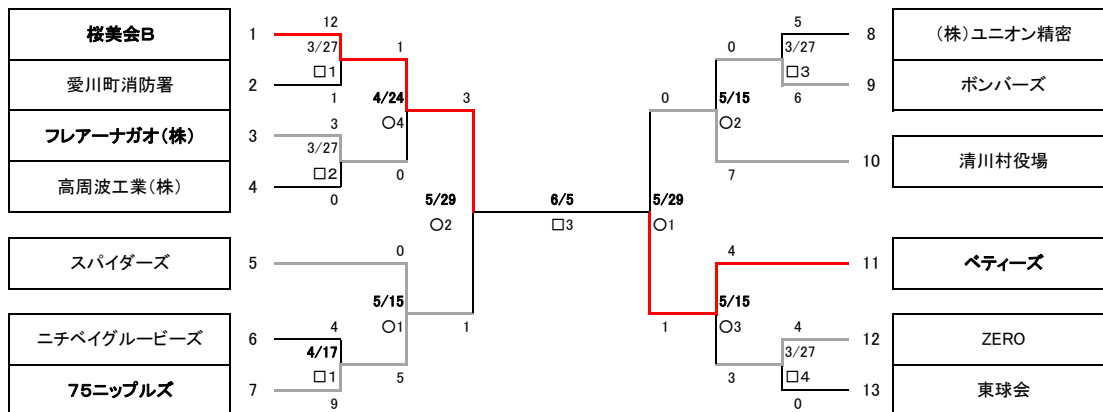 12
桜美会B 1 3/27 1
□1
愛川町消防署 2
1 4/24 3
フレアーナガオ(株) 3 3 ○4
3/27
□2
高周波工業(株) 4 0
0
5/29
○2
スパイダーズ 5 0
5/15
○1 1
ニチベイグルービーズ 6 4
4/17
□1
75ニップルズ 7 5
9
6/5
□3
5
0 3/27 8 (株)ユニオン精密
□3
9 ボンバーズ
0 5/15 6
○2
10 清川村役場
7
5/29
○1
4 11 ベティーズ
5/15
1 ○3 4 12 ZERO
3/27
3 □4
13 東球会
0